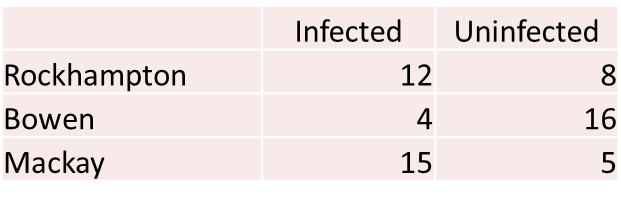 Infected Uninfected
Rockhampton 12 8
Bowen 4 16
Mackay 15 5